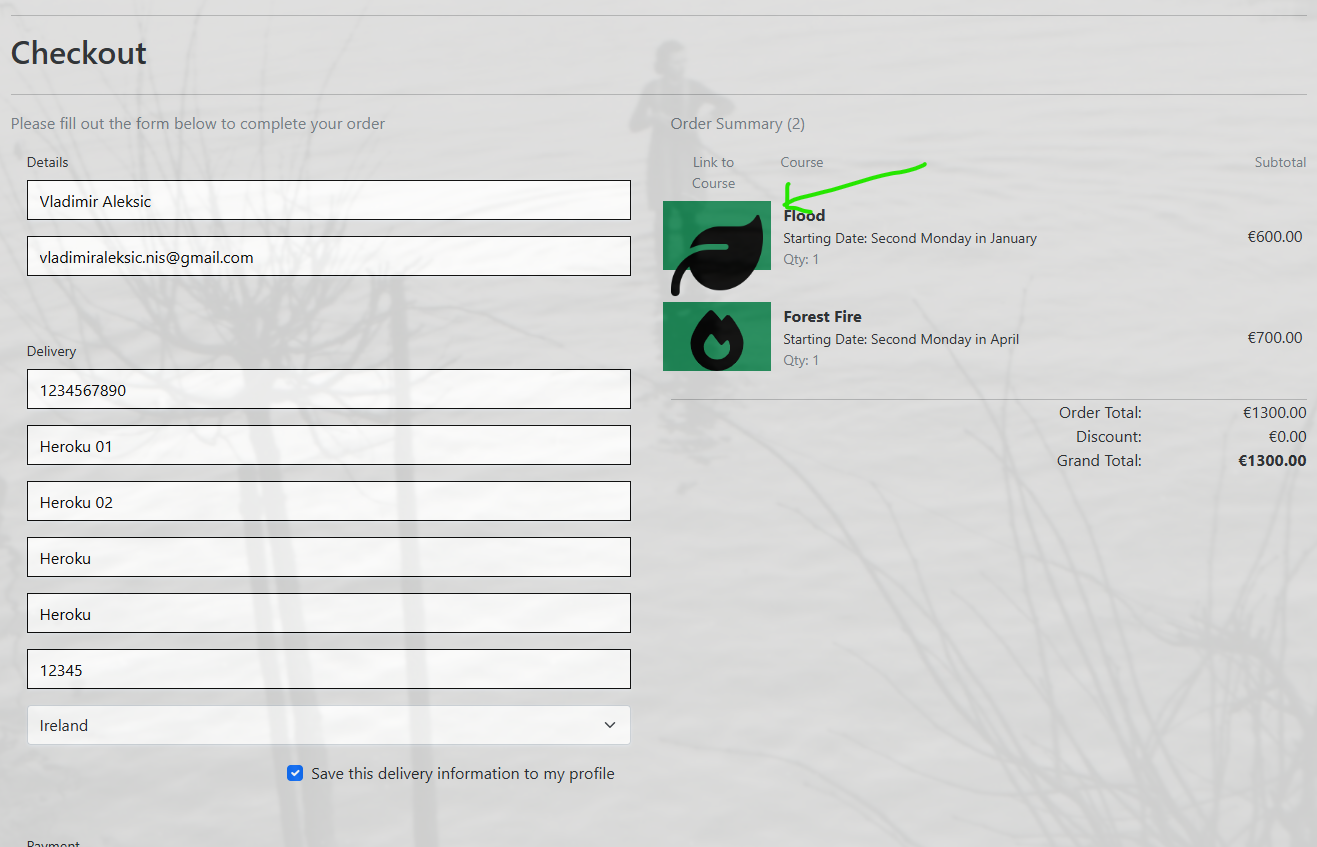 Checkout
Please fill out the form below to complete your order
Details
Vladimir Aleksic
vladimiraleksic.nis@gmail.com
Delivery
1234567890
Heroku 01
Heroku 02
Heroku
Heroku
12345
Ireland
Save this delivery information to my profile
Payment
Order Summary (2)
Link to Course
Course
Subtotal
Flood
Starting Date: Second Monday in January
Qty: 1
€600.00
Forest Fire
Starting Date: Second Monday in April
Qty: 1
€700.00
Order Total: €1300.00
Discount: €0.00
Grand Total: €1300.00